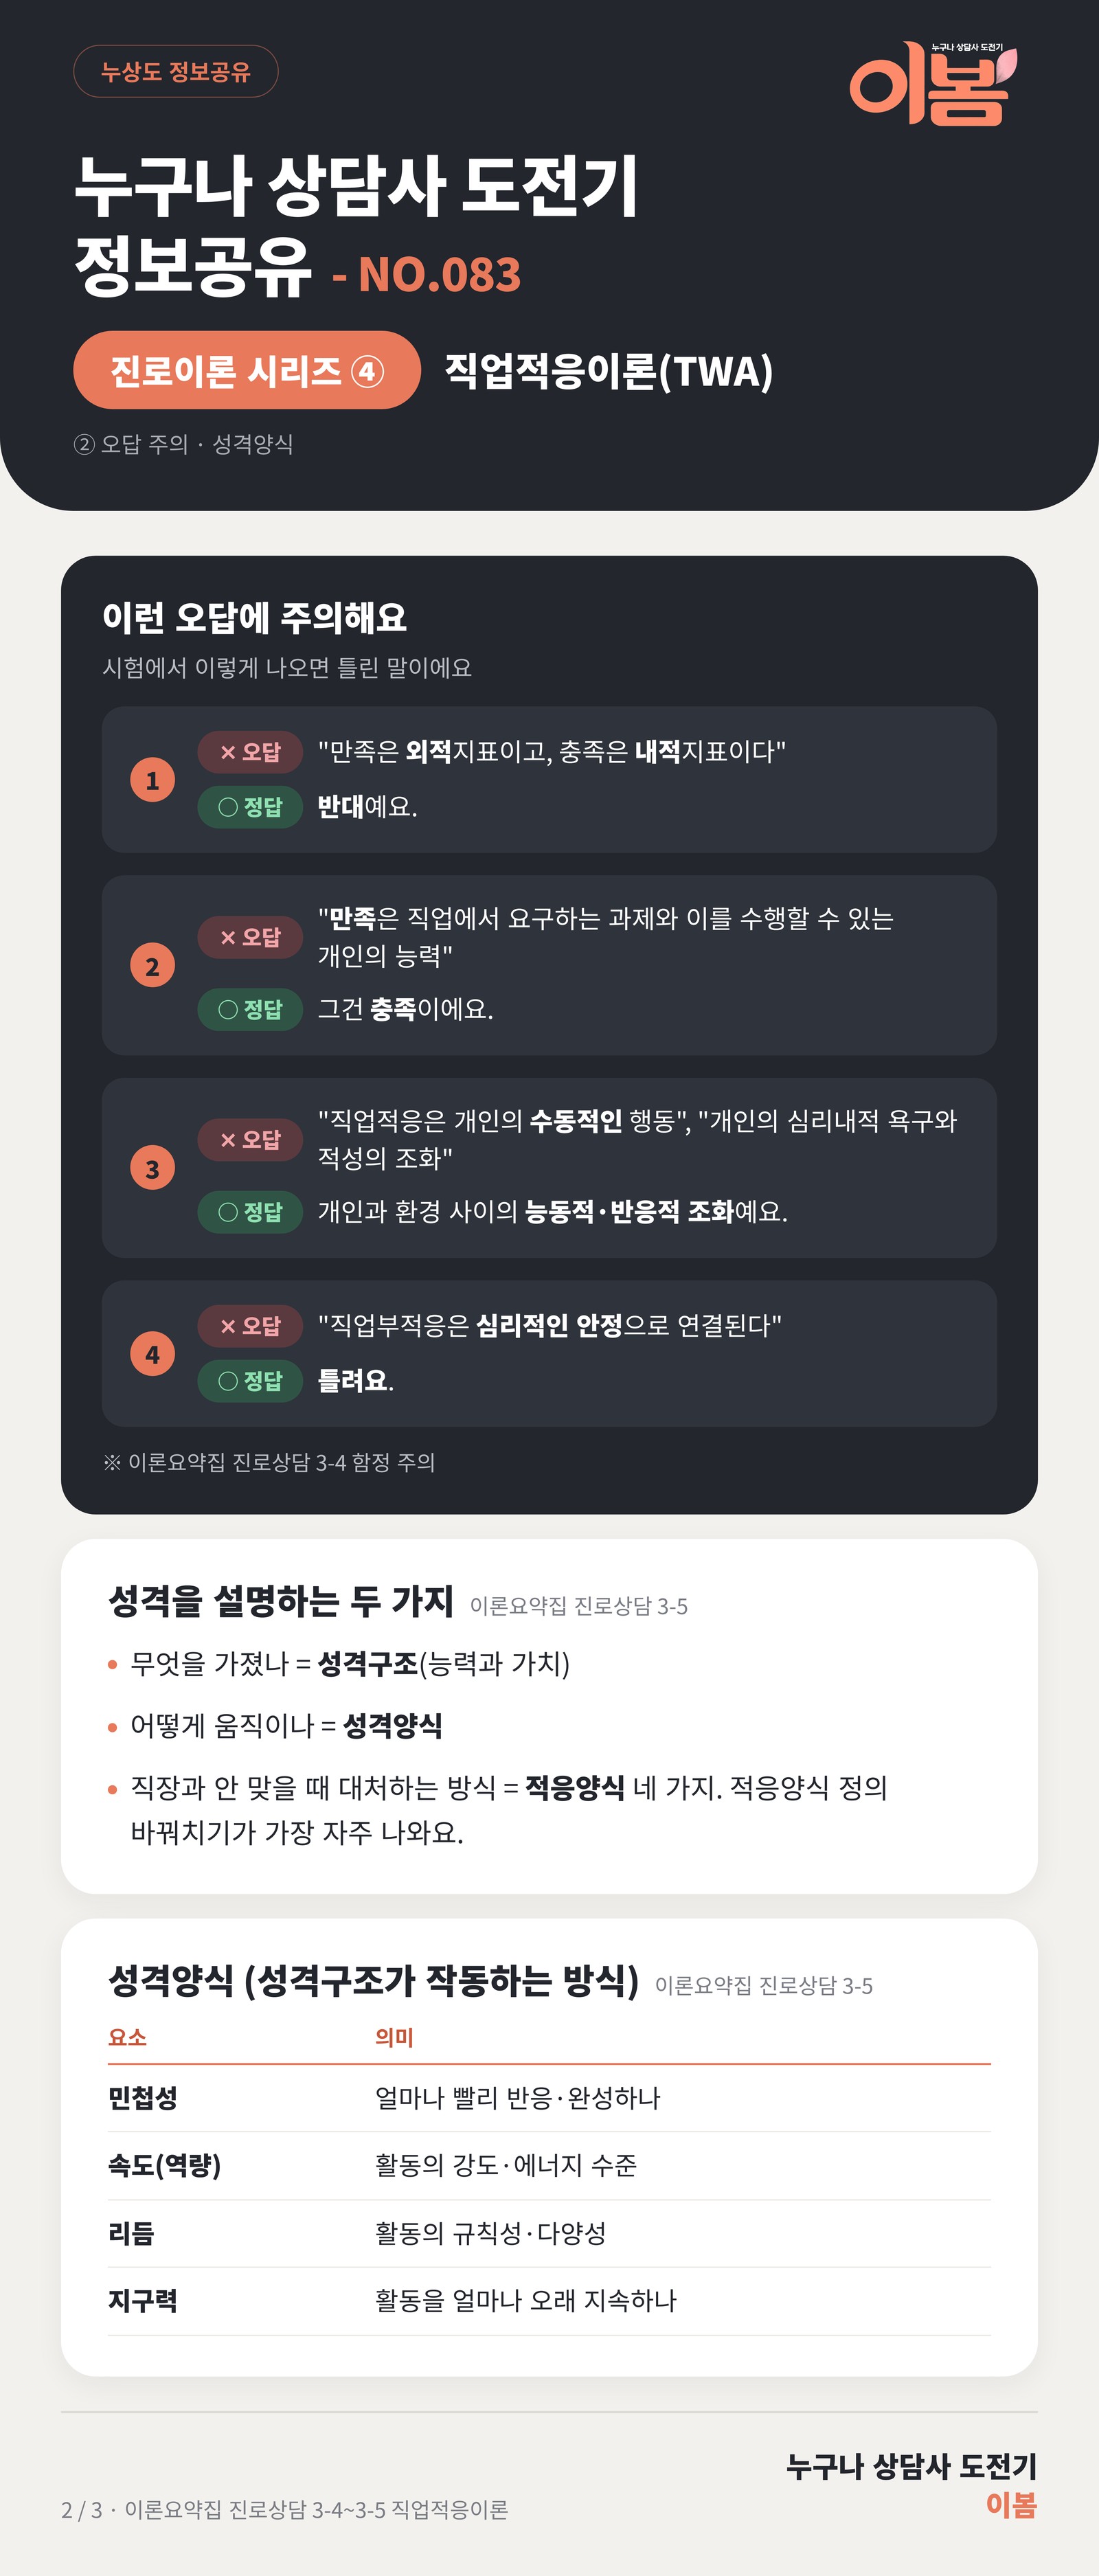 누상도 정보공유
누구나 상담사 도전기
이봄
누구나 상담사 도전기
정보공유 - NO.083
진로이론 시리즈 ④ 직업적응이론(TWA)
② 오답 주의 · 성격양식
이런 오답에 주의해요
시험에서 이렇게 나오면 틀린 말이에요
1
× 오답 "만족은 외적지표이고, 충족은 내적지표이다"
○ 정답 반대예요.
2
× 오답 "만족은 직업에서 요구하는 과제와 이를 수행할 수 있는
개인의 능력"
○ 정답 그건 충족이에요.
3
× 오답 "직업적응은 개인의 수동적인 행동", "개인의 심리내적 욕구와
적성의 조화"
○ 정답 개인과 환경 사이의 능동적·반응적 조화예요.
4
× 오답 "직업부적응은 심리적인 안정으로 연결된다"
○ 정답 틀려요.
※ 이론요약집 진로상담 3-4 함정 주의
성격을 설명하는 두 가지 이론요약집 진로상담 3-5
• 무엇을 가졌나 = 성격구조(능력과 가치)
• 어떻게 움직이나 = 성격양식
• 직장과 안 맞을 때 대처하는 방식 = 적응양식 네 가지. 적응양식 정의
바꿔치기가 가장 자주 나와요.
성격양식 (성격구조가 작동하는 방식) 이론요약집 진로상담 3-5
요소 의미
민첩성 얼마나 빨리 반응·완성하나
속도(역량) 활동의 강도·에너지 수준
리듬 활동의 규칙성·다양성
지구력 활동을 얼마나 오래 지속하나
누구나 상담사 도전기
2 / 3 · 이론요약집 진로상담 3-4~3-5 직업적응이론
이봄